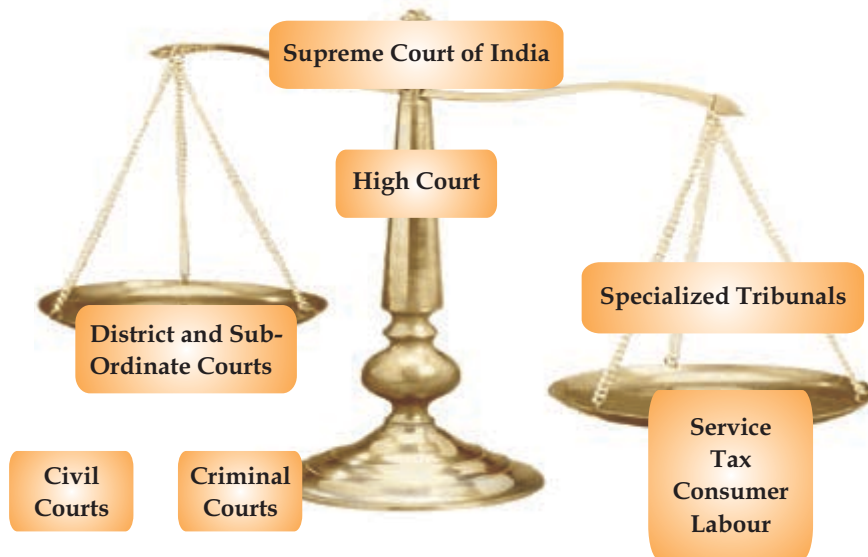 Supreme Court of India
High Court
Specialized Tribunals
District and Sub-
Ordinate Courts
Service
Tax
Consumer
Labour
Civil
Courts
Criminal
Courts